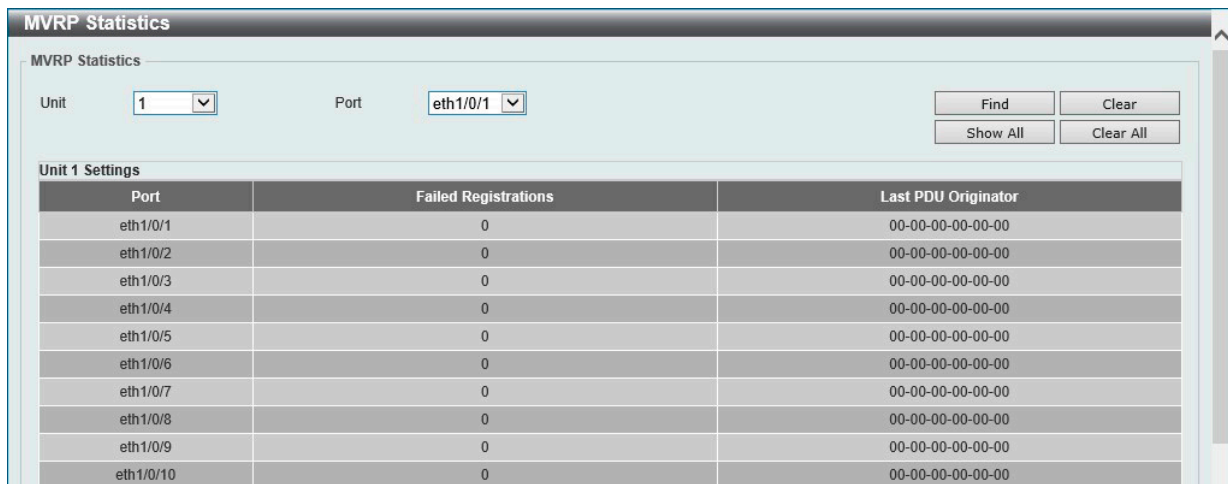 MVRP Statistics
MVRP Statistics
Unit 1 Port eth1/0/1 Find Clear
Show All Clear All
Unit 1 Settings
Port Failed Registrations Last PDU Originator
eth1/0/1 0 00-00-00-00-00-00
eth1/0/2 0 00-00-00-00-00-00
eth1/0/3 0 00-00-00-00-00-00
eth1/0/4 0 00-00-00-00-00-00
eth1/0/5 0 00-00-00-00-00-00
eth1/0/6 0 00-00-00-00-00-00
eth1/0/7 0 00-00-00-00-00-00
eth1/0/8 0 00-00-00-00-00-00
eth1/0/9 0 00-00-00-00-00-00
eth1/0/10 0 00-00-00-00-00-00